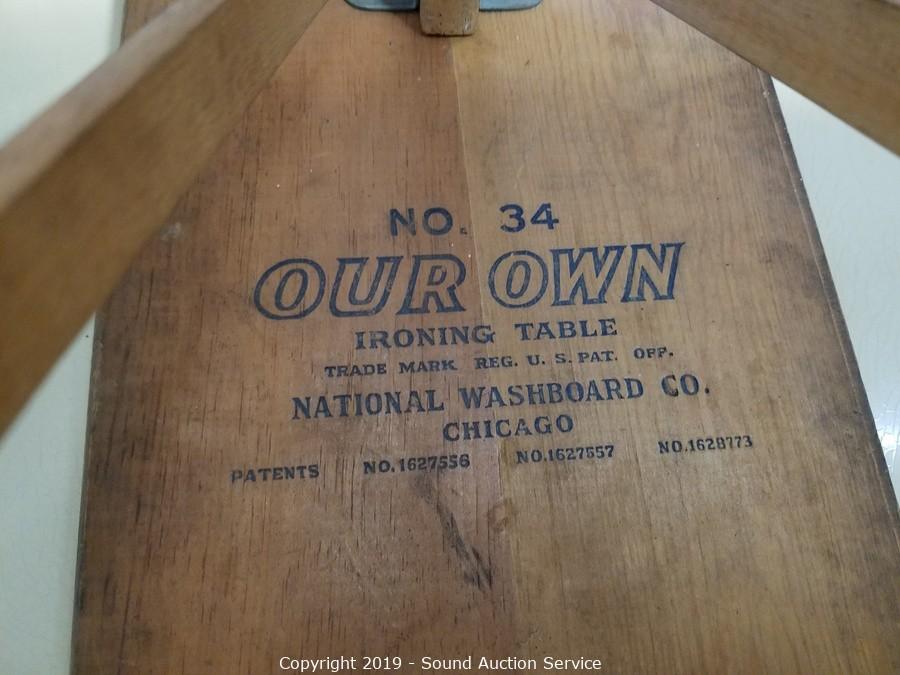 NO. 34
OUR OWN
IRONING TABLE
TRADE MARK REG. U. S. PAT. OFF.
NATIONAL WASHBOARD CO.
CHICAGO
PATENTS NO. 1627556 NO. 1627557 NO. 1628773
Copyright 2019 - Sound Auction Service